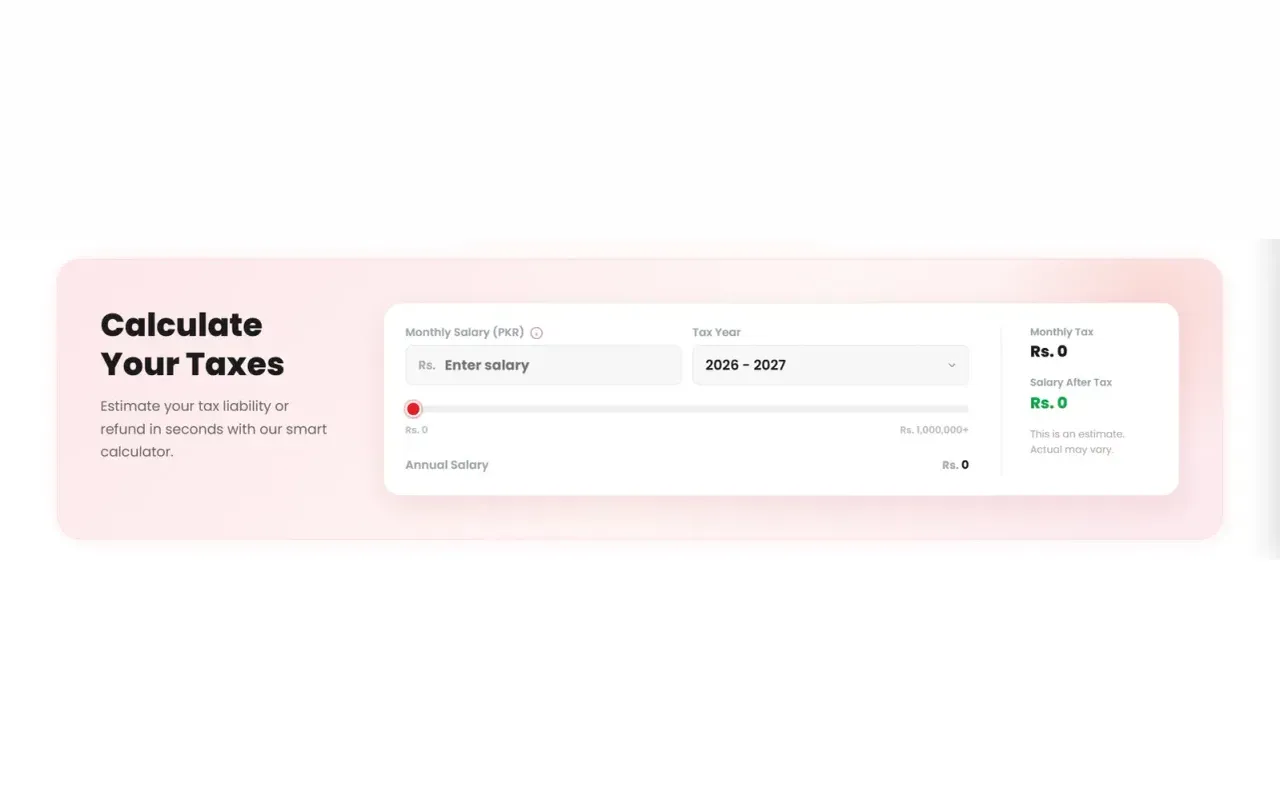 Calculate
Your Taxes
Estimate your tax liability or
refund in seconds with our smart
calculator.
Monthly Salary (PKR)
Rs. Enter salary
Tax Year
2026 - 2027
Rs. 0
Rs. 1,000,000+
Annual Salary
Rs. 0
Monthly Tax
Rs. 0
Salary After Tax
Rs. 0
This is an estimate.
Actual may vary.